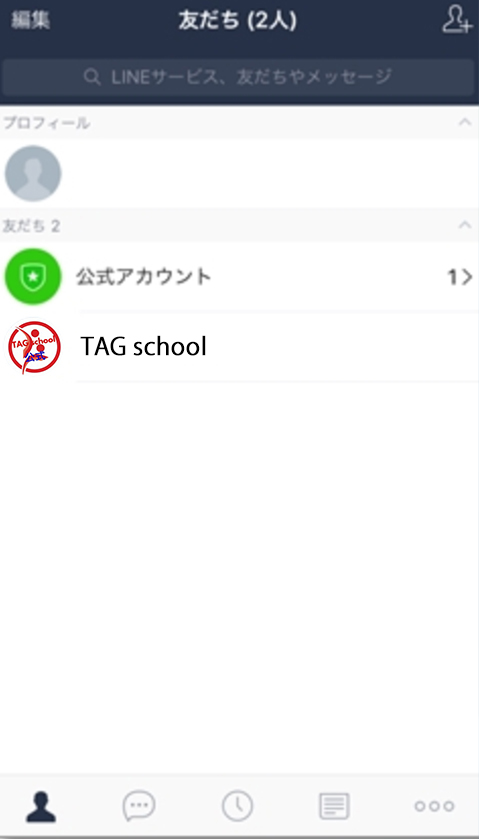 編集 友だち (2人)
LINEサービス、友だちやメッセージ
プロフィール
友だち 2
公式アカウント 1
TAG school
公式
TAG school